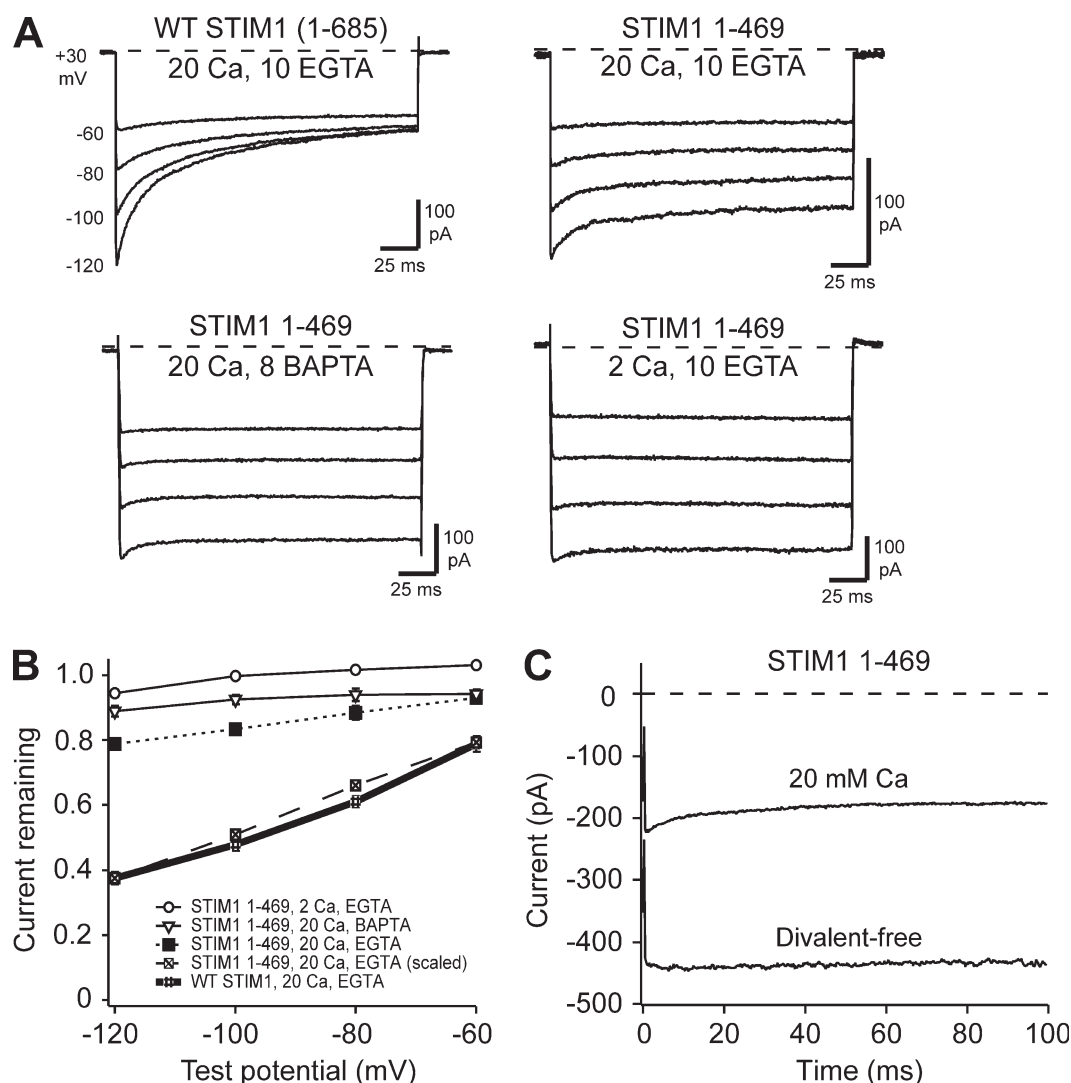 A
WT STIM1 (1-685)
20 Ca, 10 EGTA
+30
mV
-60
-80
-100
-120
100
pA
25 ms
STIM1 1-469
20 Ca, 10 EGTA
100
pA
25 ms
STIM1 1-469
20 Ca, 8 BAPTA
100
pA
25 ms
STIM1 1-469
2 Ca, 10 EGTA
100
pA
25 ms
B
Current remaining
1.0
0.8
0.6
0.4
0.2
0
STIM1 1-469, 2 Ca, EGTA
STIM1 1-469, 20 Ca, BAPTA
STIM1 1-469, 20 Ca, EGTA
STIM1 1-469, 20 Ca, EGTA (scaled)
WT STIM1, 20 Ca, EGTA
-120
-100
-80
-60
Test potential (mV)
C
STIM1 1-469
Current (pA)
0
-100
-200
-300
-400
-500
20 mM Ca
Divalent-free
0
20
40
60
80
100
Time (ms)